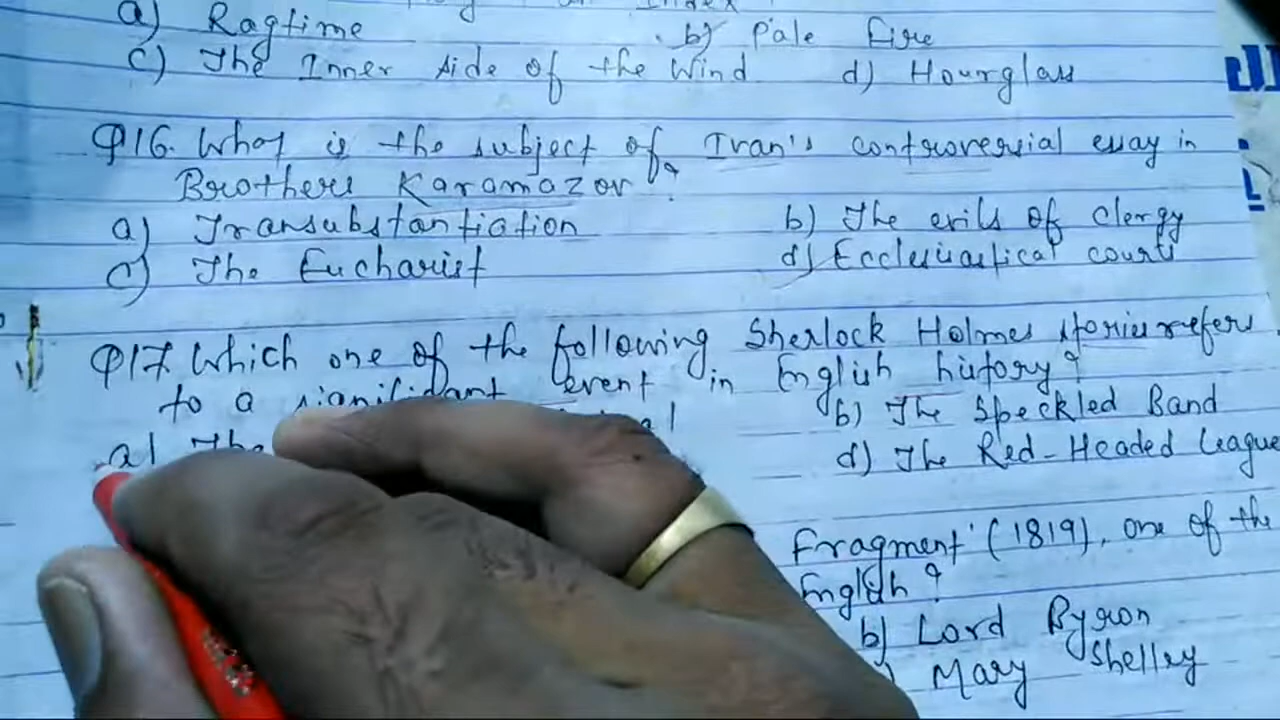 a) Ragtime b) Pale Fire
c) The Inner side of the Wind d) Hourglass
Q16. What is the subject of Ivan's controversial essay in
Brothers Karamazov?
a) Transubstantiation b) The evils of clergy
c) The Eucharist d) Ecclesiastical courts
Q17. Which one of the following Sherlock Holmes stories refers
to a significant event in English history?
a) The b) The Speckled Band
d) The Red-Headed League
Fragment' (1819), one of the
English?
b) Lord Byron
Mary Shelley